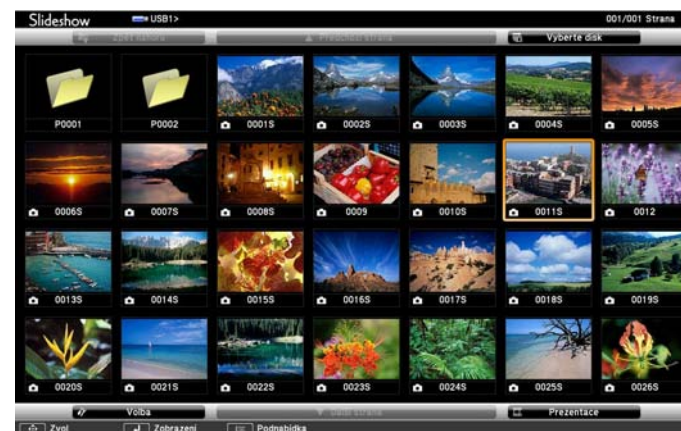 Slideshow USB1> 001/001 Strana
Zpět nahoru Předchozí strana Vyberte disk
P0001 P0002 0001S 0002S 0003S 0004S 0005S
0006S 0007S 0008S 0009 0010S 0011S 0012
0013S 0014S 0015S 0016S 0017S 0018S 0019S
0020S 0021S 0022S 0023S 0024S 0025S 0026S
Volba Další strana Prezentace
Zvol Zobrazení Podnabídka